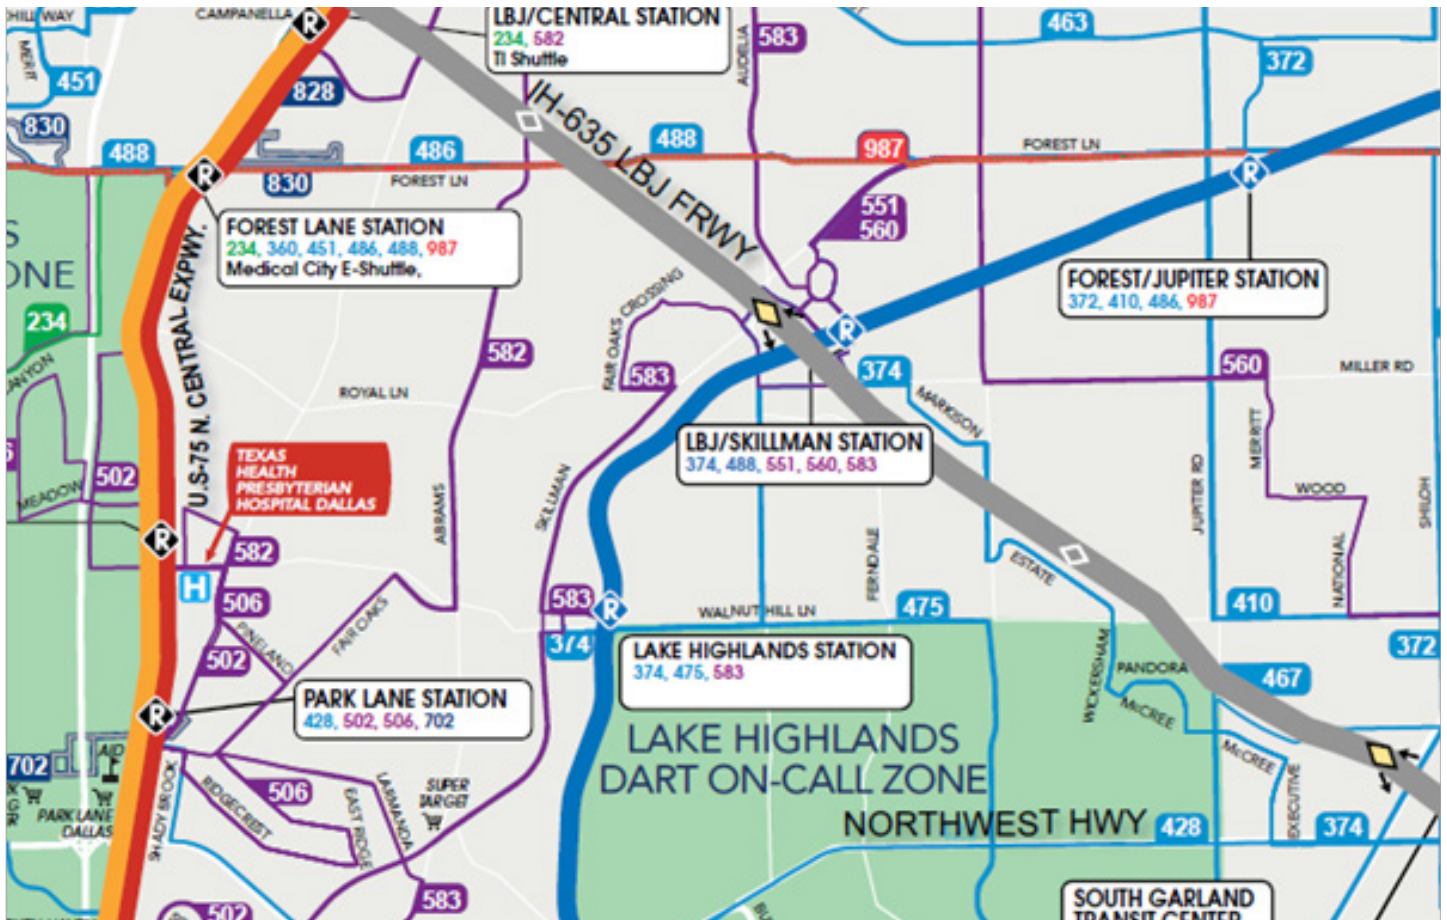 CAMPANELLA
MERIT
451
830
828
LBJ/CENTRAL STATION
234, 582
TI Shuttle
AUDELIA
583
463
372
488
830
486
FOREST LN
488
987
FOREST LN
IH-635 LBJ FRWY
FOREST LANE STATION
234, 360, 451, 486, 488, 987
Medical City E-Shuttle,
551
560
FOREST/JUPITER STATION
372, 410, 486, 987
S
ONE
234
U.S-75 N. CENTRAL EXPWY.
582
ROYAL LN
FAIR OAKS CROSSING
583
374
MARKISON
560
MILLER RD
MERRITT
LBJ/SKILLMAN STATION
374, 488, 551, 560, 583
502
MEADOW
TEXAS
HEALTH
PRESBYTERIAN
HOSPITAL DALLAS
ABRAMS
SKILLMAN
JUPITER RD
WOOD
SHILOH
582
H
506
PINELAND
502
FAIR OAKS
583
374
WALNUT HILL LN
FERNDALE
475
ESTATE
410
NATIONAL
372
LAKE HIGHLANDS STATION
374, 475, 583
WICKERSHAM
PANDORA
McCREE
467
PARK LANE STATION
428, 502, 506, 702
LAKE HIGHLANDS
DART ON-CALL ZONE
McCREE
EXECUTIVE
702
AID
PARK LANE
DALLAS
SHADY BROOK
RIDGECREST
506
EAST RIDGE
LARMANDA
SUPER
TARGET
NORTHWEST HWY
428
374
502
583
SOUTH GARLAND
TRANSIT CENTER